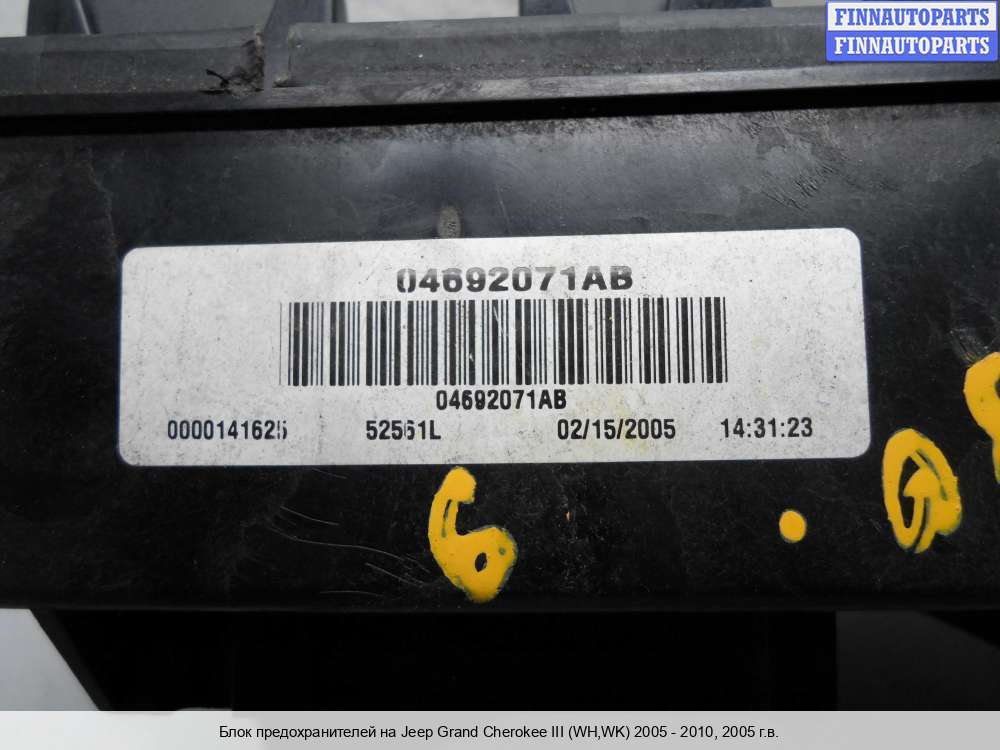 FINNAUTOPARTS
FINNAUTOPARTS
04692071AB
04692071AB
0000141625 52561L 02/15/2005 14:31:23
6
Блок предохранителей на Jeep Grand Cherokee III (WH,WK) 2005 - 2010, 2005 г.в.